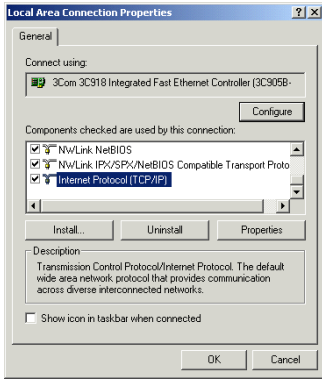 Local Area Connection Properties
General
Connect using:
3Com 3C918 Integrated Fast Ethernet Controller (3C905B-
Configure
Components checked are used by this connection:
NWLink NetBIOS
NWLink IPX/SPX/NetBIOS Compatible Transport Proto
Internet Protocol (TCP/IP)
Install... Uninstall Properties
Description
Transmission Control Protocol/Internet Protocol. The default
wide area network protocol that provides communication
across diverse interconnected networks.
Show icon in taskbar when connected
OK Cancel